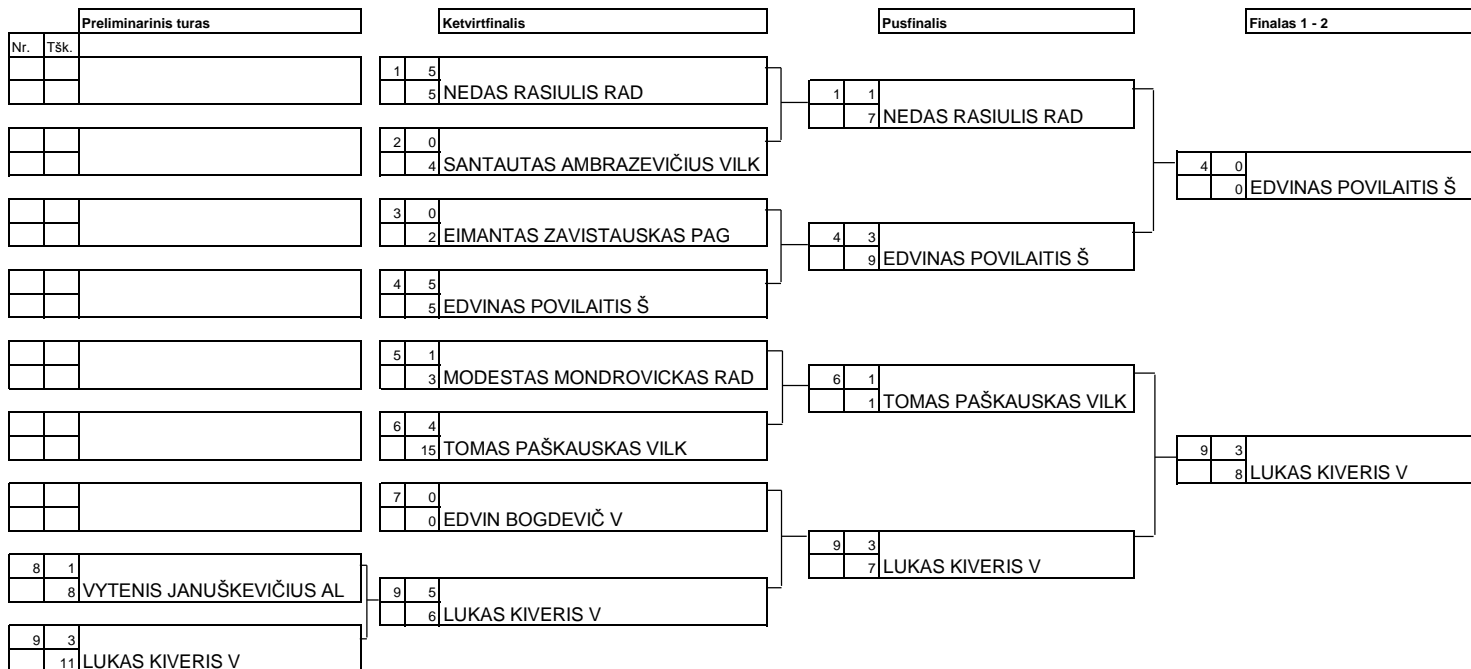 Preliminarinis turas Ketvirtfinalis Pusfinalis Finalas 1 - 2
Nr. Tšk.
1 5
5 NEDAS RASIULIS RAD
1 1
7 NEDAS RASIULIS RAD
2 0
4 SANTAUTAS AMBRAZEVIČIUS VILK
4 0
0 EDVINAS POVILAITIS Š
3 0
2 EIMANTAS ZAVISTAUSKAS PAG
4 3
9 EDVINAS POVILAITIS Š
4 5
5 EDVINAS POVILAITIS Š
5 1
3 MODESTAS MONDROVICKAS RAD
6 1
1 TOMAS PAŠKAUSKAS VILK
6 4
15 TOMAS PAŠKAUSKAS VILK
9 3
8 LUKAS KIVERIS V
7 0
0 EDVIN BOGDEVIČ V
9 3
7 LUKAS KIVERIS V
8 1
8 VYTENIS JANUŠKEVIČIUS AL
9 5
6 LUKAS KIVERIS V
9 3
11 LUKAS KIVERIS V